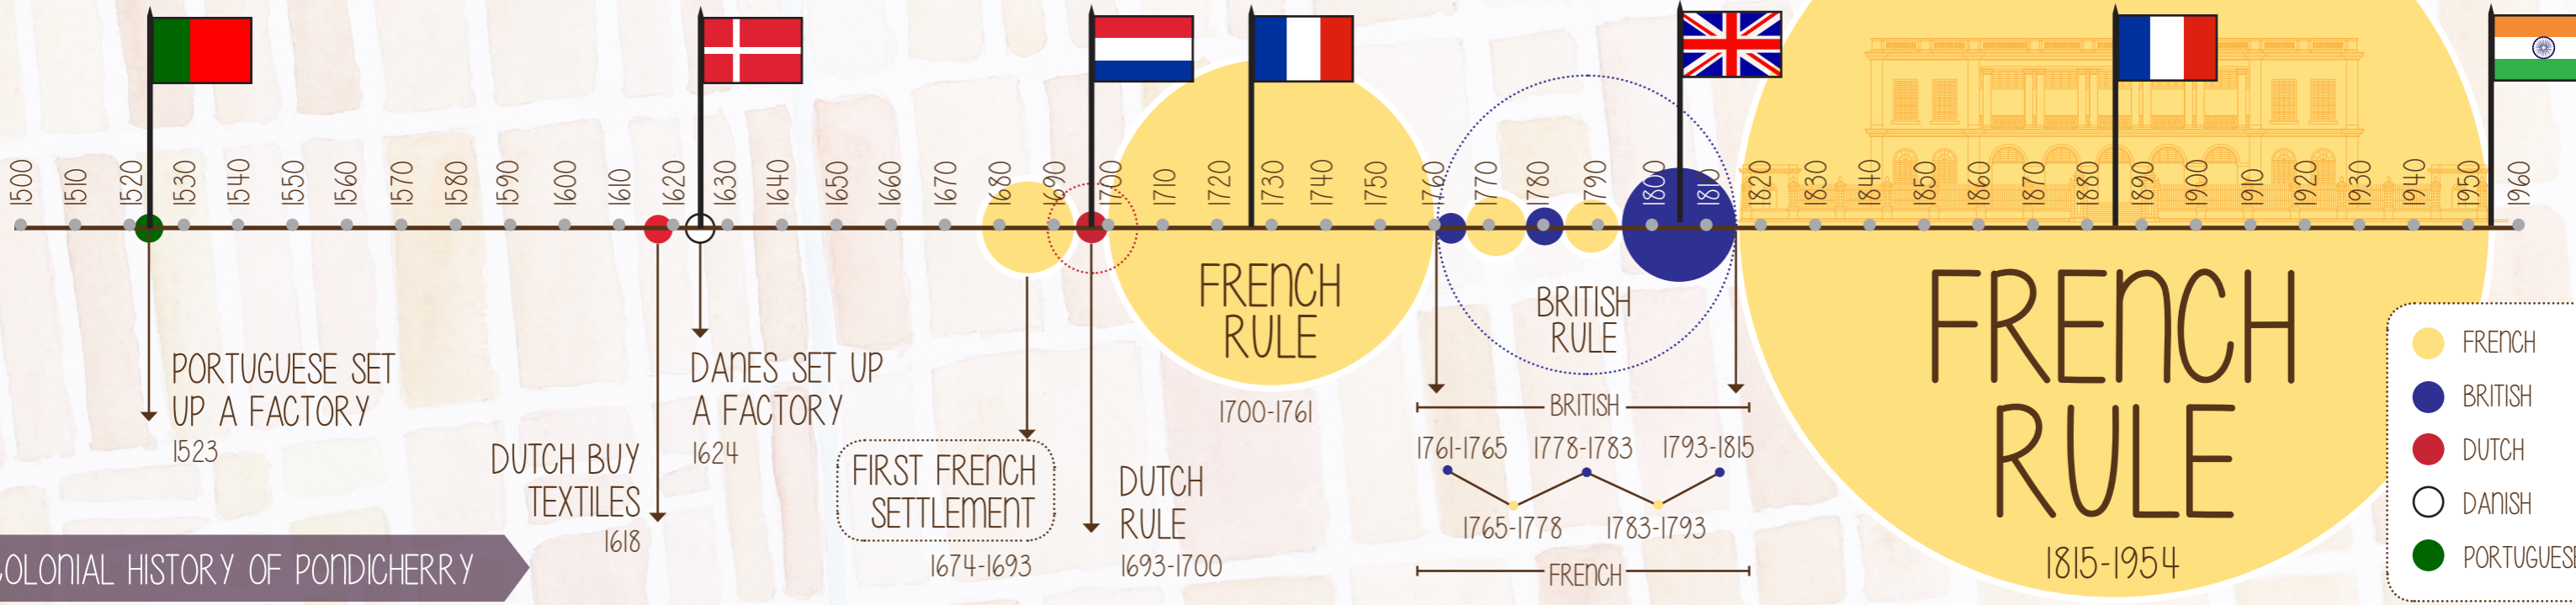 1500 1510 1520 1530 1540 1550 1560 1570 1580 1590 1600 1610 1620 1630 1640 1650 1660 1670 1680 1690 1700 1710 1720 1730 1740 1750 1760 1770 1780 1790 1800 1810 1820 1830 1840 1850 1860 1870 1880 1890 1900 1910 1920 1930 1940 1950 1960
PORTUGUESE SET
UP A FACTORY
1523
DUTCH BUY
TEXTILES
1618
DANES SET UP
A FACTORY
1624
FIRST FRENCH
SETTLEMENT
1674-1693
DUTCH
RULE
1693-1700
FRENCH
RULE
1700-1761
BRITISH
RULE
BRITISH
1761-1765 1778-1783 1793-1815
1765-1778 1783-1793
FRENCH
FRENCH
RULE
1815-1954
FRENCH
BRITISH
DUTCH
DANISH
PORTUGUESE
COLONIAL HISTORY OF PONDICHERRY